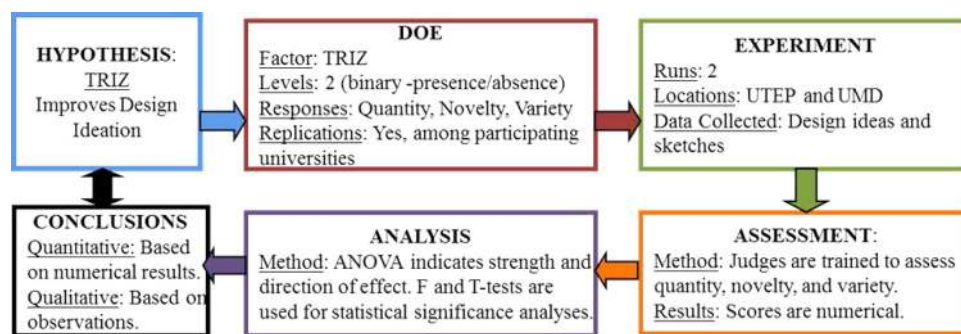 HYPOTHESIS:
TRIZ
Improves Design
Ideation
DOE
Factor: TRIZ
Levels: 2 (binary -presence/absence)
Responses: Quantity, Novelty, Variety
Replications: Yes, among participating
universities
EXPERIMENT
Runs: 2
Locations: UTEP and UMD
Data Collected: Design ideas and
sketches
ASSESSMENT:
Method: Judges are trained to assess
quantity, novelty, and variety.
Results: Scores are numerical.
ANALYSIS
Method: ANOVA indicates strength and
direction of effect. F and T-tests are
used for statistical significance analyses.
CONCLUSIONS
Quantitative: Based
on numerical results.
Qualitative: Based on
observations.